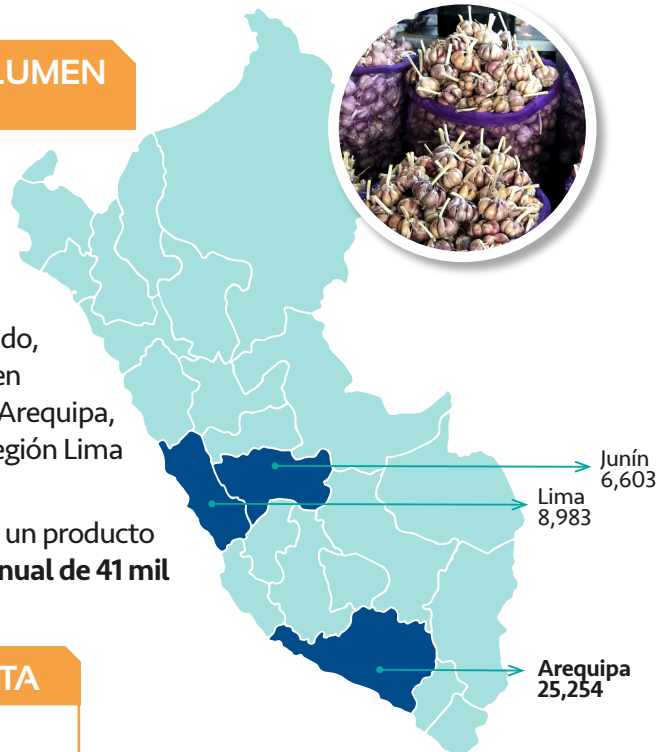 LUMEN
do,
en
Arequipa,
egión Lima
un producto
nual de 41 mil
Junín
6,603
Lima
8,983
Arequipa
25,254
TA